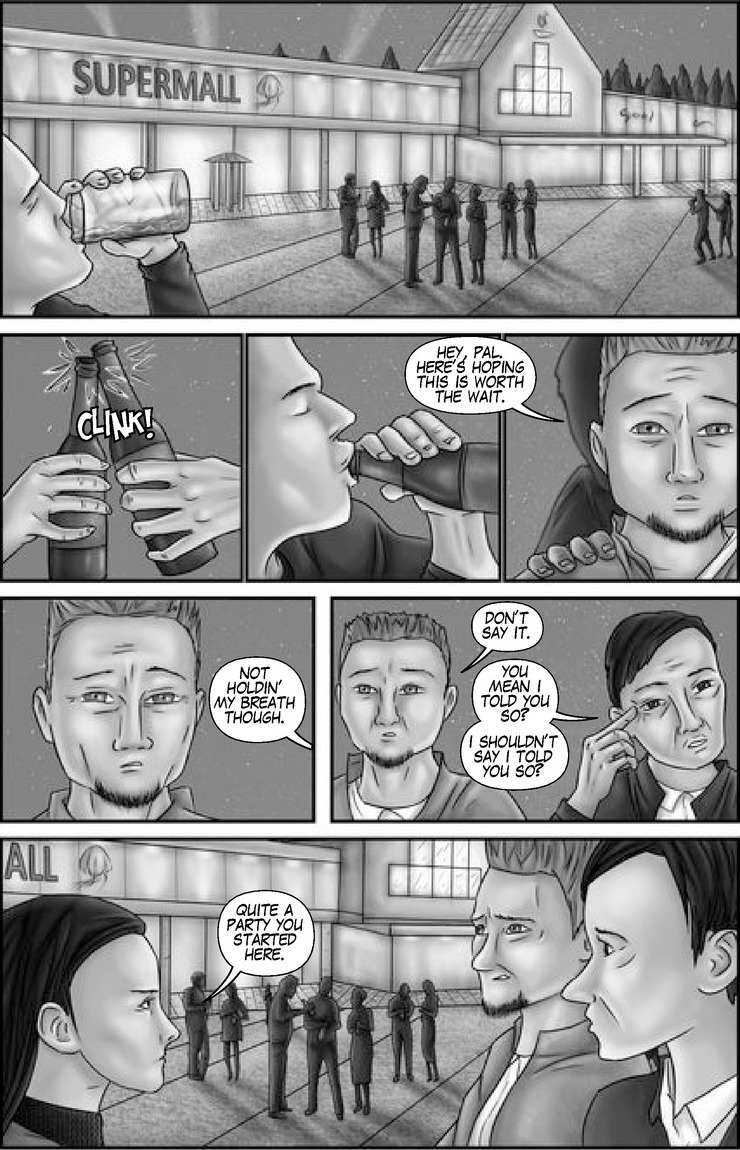 SUPERMALL
CLINK!
HEY, PAL.
HERE'S HOPING
THIS IS WORTH
THE WAIT.
NOT
HOLDIN'
MY BREATH
THOUGH.
DON'T
SAY IT.
YOU
MEAN I
TOLD YOU
SO?
I SHOULDN'T
SAY I TOLD
YOU SO?
ALL
QUITE A
PARTY YOU
STARTED
HERE.